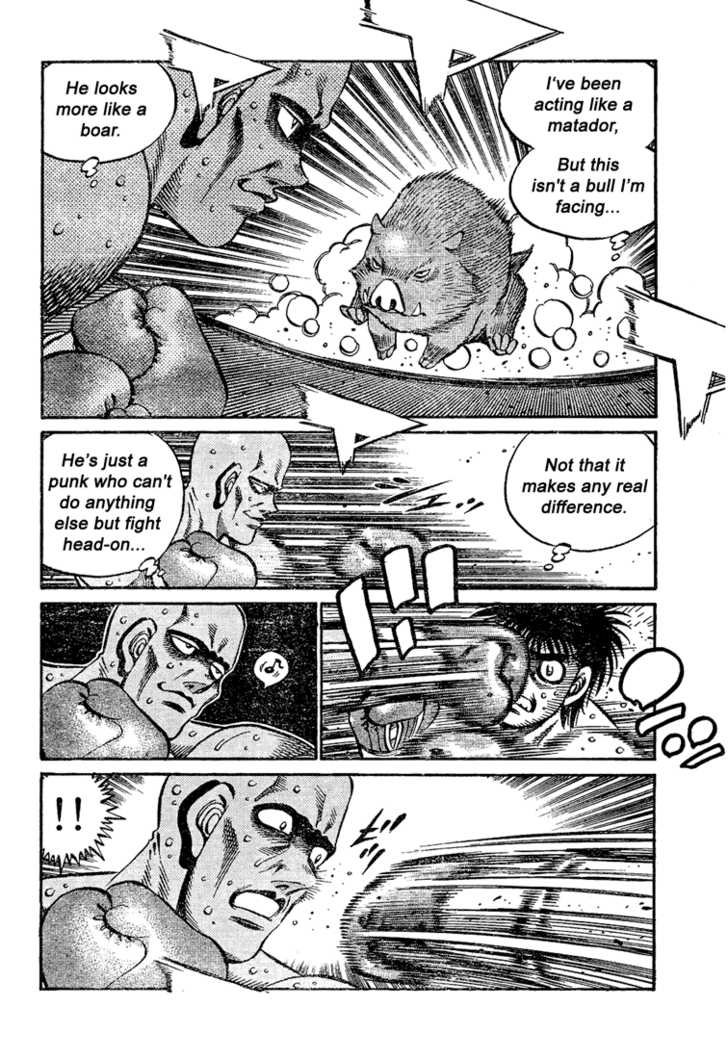 I've been
acting like a
matador,
But this
isn't a bull I'm
facing...
He looks
more like a
boar.
Not that it
makes any real
difference.
He's just a
punk who can't
do anything
else but fight
head-on...
♪
!!